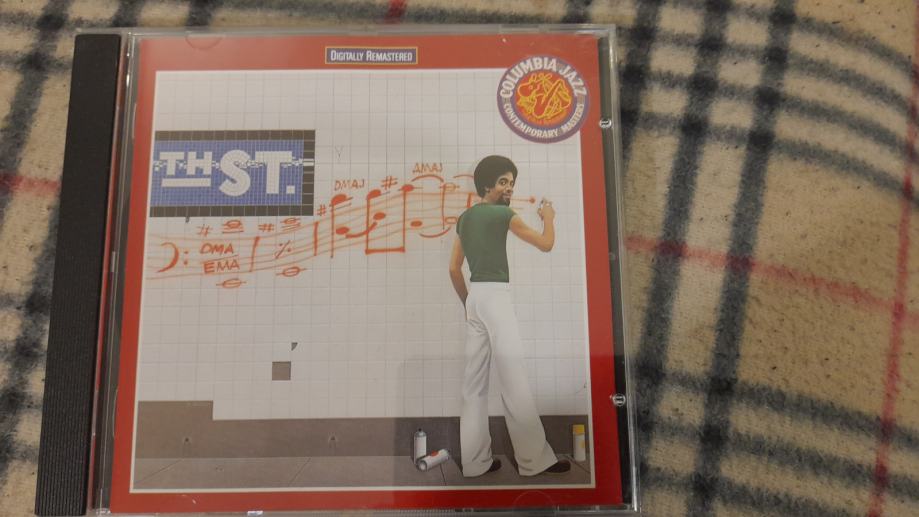 DIGITALLY REMASTERED
COLUMBIA JAZZ
CONTEMPORARY MASTERS
TH ST.
DMAJ
AMAJ
DMA
EMA